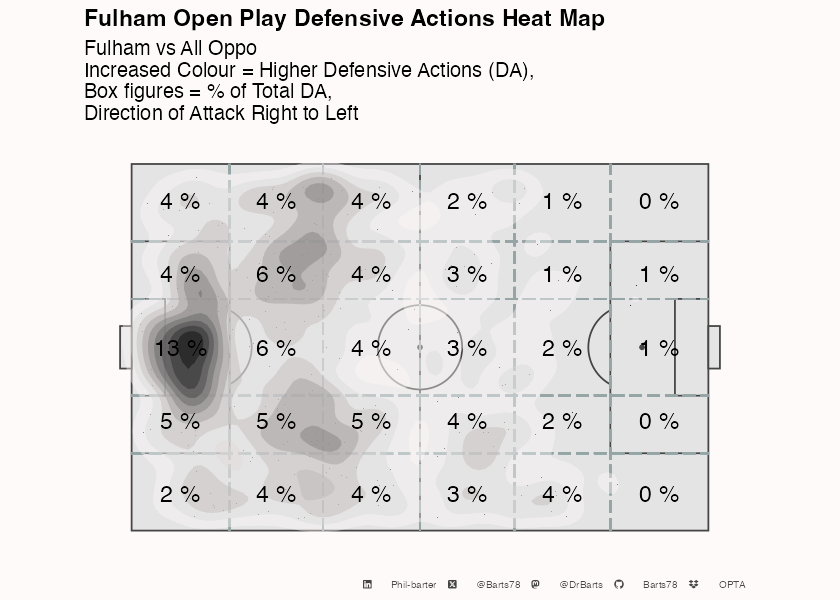 Fulham Open Play Defensive Actions Heat Map
Fulham vs All Oppo
Increased Colour = Higher Defensive Actions (DA),
Box figures = % of Total DA,
Direction of Attack Right to Left
4 % 4 % 4 % 2 % 1 % 0 %
4 % 6 % 4 % 3 % 1 % 1 %
13 % 6 % 4 % 3 % 2 % 1 %
5 % 5 % 5 % 4 % 2 % 0 %
2 % 4 % 4 % 3 % 4 % 0 %
Phil-barter @Barts78 @DrBarts Barts78 OPTA